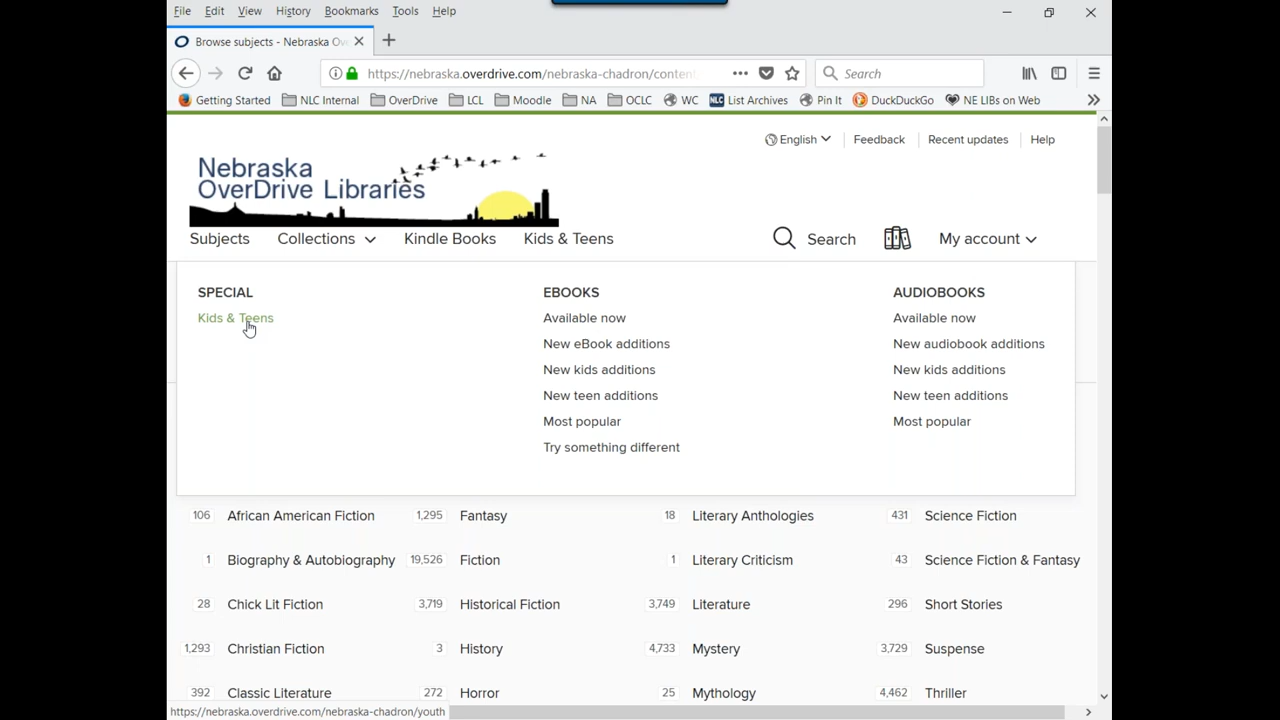 File Edit View History Bookmarks Tools Help
Browse subjects - Nebraska Ov
https://nebraska.overdrive.com/nebraska-chadron/conten Search
Getting Started NLC Internal OverDrive LCL Moodle NA OCLC WC NLC List Archives Pin It DuckDuckGo NE LIBs on Web
English Feedback Recent updates Help
Nebraska
OverDrive Libraries
Subjects Collections Kindle Books Kids & Teens Search My account
SPECIAL EBOOKS AUDIOBOOKS
Kids & Teens Available now Available now
New eBook additions New audiobook additions
New kids additions New kids additions
New teen additions New teen additions
Most popular Most popular
Try something different
106 African American Fiction 1,295 Fantasy 18 Literary Anthologies 431 Science Fiction
1 Biography & Autobiography 19,526 Fiction 1 Literary Criticism 43 Science Fiction & Fantasy
28 Chick Lit Fiction 3,719 Historical Fiction 3,749 Literature 296 Short Stories
1,293 Christian Fiction 3 History 4,733 Mystery 3,729 Suspense
392 Classic Literature 272 Horror 25 Mythology 4,462 Thriller
https://nebraska.overdrive.com/nebraska-chadron/youth